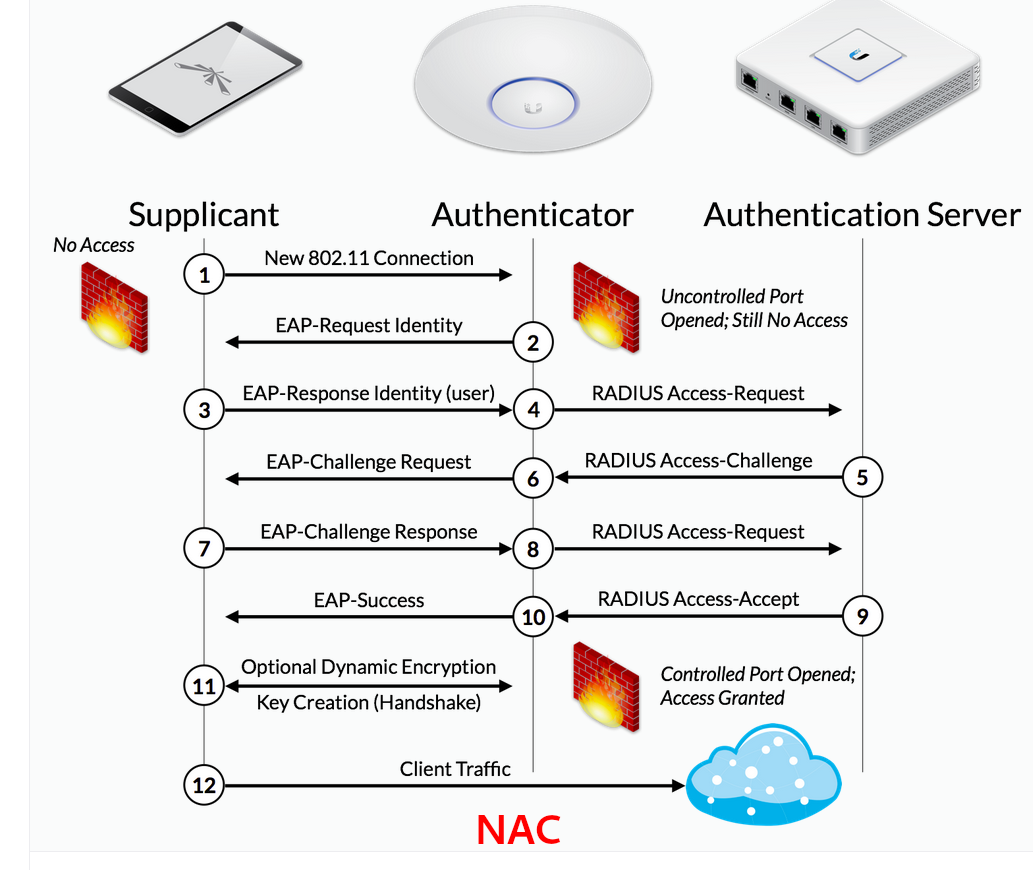 Supplicant
Authenticator
Authentication Server
No Access
1
New 802.11 Connection
Uncontrolled Port
Opened; Still No Access
EAP-Request Identity
2
3
EAP-Response Identity (user)
4
RADIUS Access-Request
EAP-Challenge Request
6
RADIUS Access-Challenge
5
7
EAP-Challenge Response
8
RADIUS Access-Request
EAP-Success
10
RADIUS Access-Accept
9
11
Optional Dynamic Encryption
Key Creation (Handshake)
Controlled Port Opened;
Access Granted
12
Client Traffic
NAC